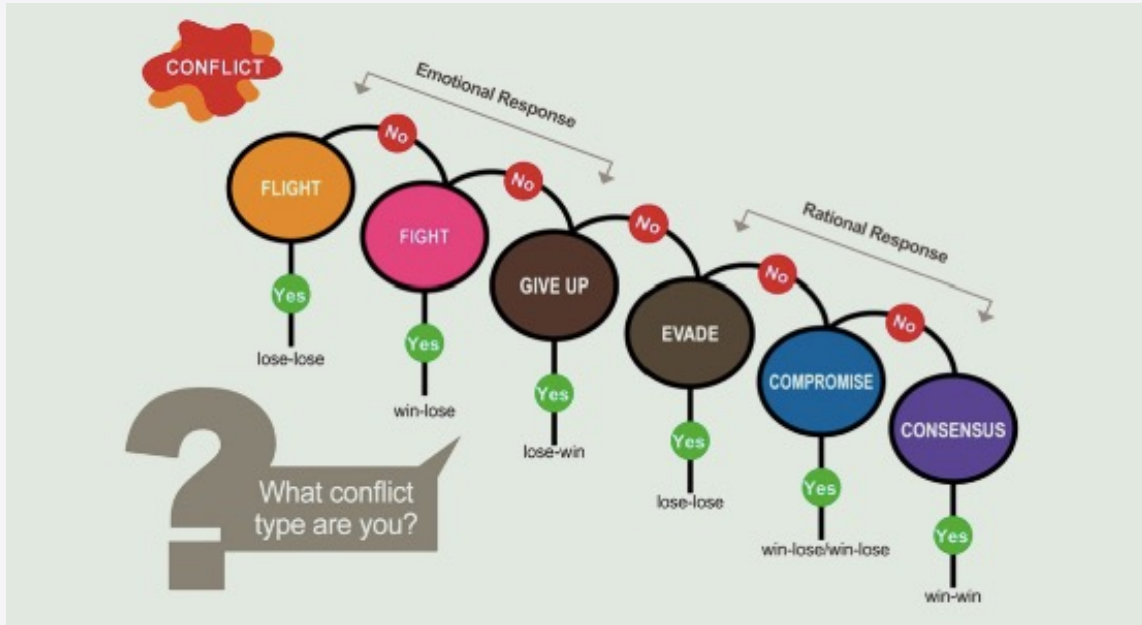 CONFLICT
Emotional Response
No
FLIGHT
No
FIGHT
No
Rational Response
GIVE UP
No
EVADE
No
COMPROMISE
CONSENSUS
Yes
lose-lose
Yes
win-lose
Yes
lose-win
Yes
lose-lose
Yes
win-lose/win-lose
Yes
win-win
?
What conflict
type are you?